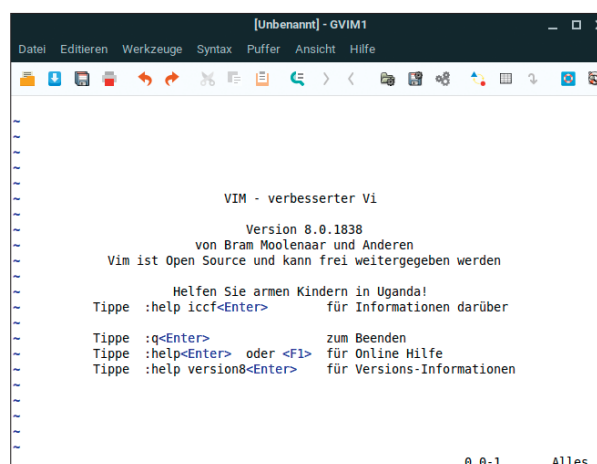 [Unbenannt] - GVIM1
Datei Editieren Werkzeuge Syntax Puffer Ansicht Hilfe
~
~
~
~
~
~ VIM - verbesserter Vi
~
~ Version 8.0.1838
~ von Bram Moolenaar und Anderen
~ Vim ist Open Source und kann frei weitergegeben werden
~
~ Helfen Sie armen Kindern in Uganda!
~ Tippe :help iccf<Enter> für Informationen darüber
~
~ Tippe :q<Enter> zum Beenden
~ Tippe :help<Enter> oder <F1> für Online Hilfe
~ Tippe :help version8<Enter> für Versions-Informationen
~
~
~
~
~
0,0-1 Alles